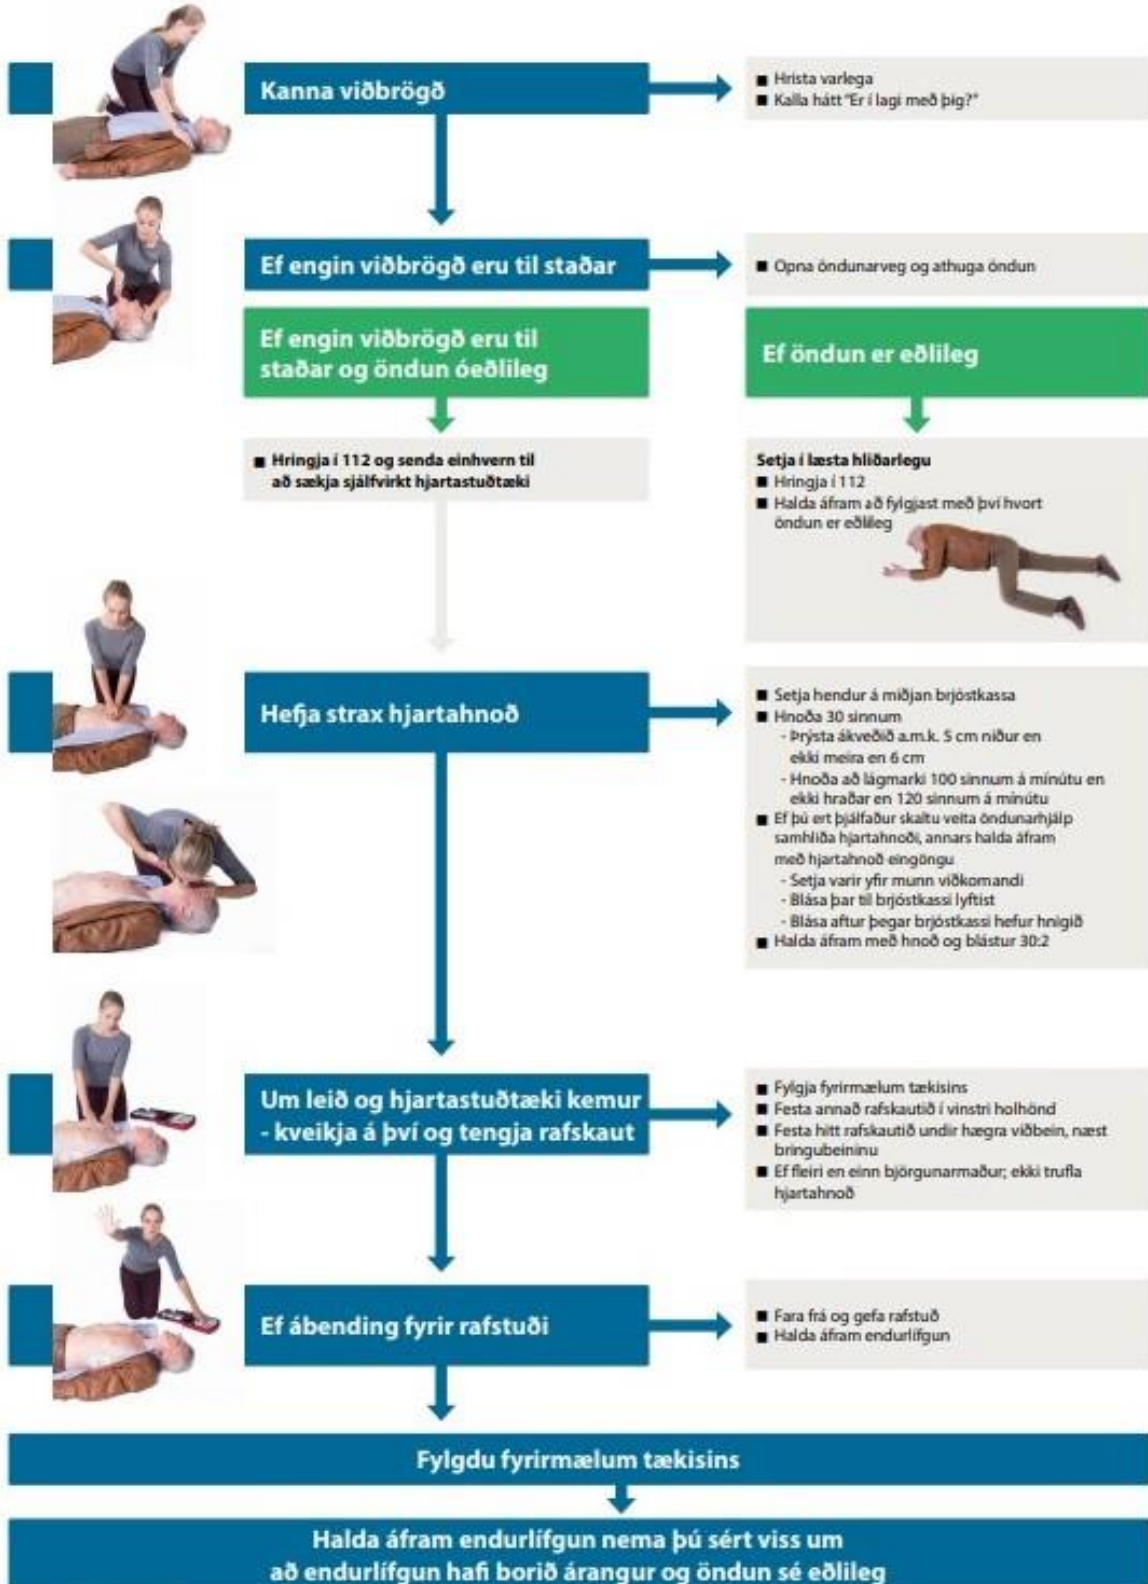 Kanna viðbrögð
■ Hrista varlega
■ Kalla hátt "Er í lagi með þig?"
Ef engin viðbrögð eru til staðar
■ Opna öndunarveg og athuga öndun
Ef engin viðbrögð eru til
staðar og öndun óeðlileg
Ef öndun er eðlileg
■ Hringja í 112 og senda einhvern til
að sækja sjálfvirkt hjartastuðtæki
Setja í læsta hliðarlegu
■ Hringja í 112
■ Halda áfram að fylgjast með því hvort
öndun er eðlileg
Hefja strax hjartahnoð
■ Setja hendur á miðjan brjóstkassa
■ Hnoða 30 sinnum
- Þrýsta ákveðið a.m.k. 5 cm niður en
ekki meira en 6 cm
- Hnoða að lágmarki 100 sinnum á mínútu en
ekki hraðar en 120 sinnum á mínútu
■ Ef þú ert þjálfaður skaltu veita öndunarhjálp
samhliða hjartahnoði, annars halda áfram
með hjartahnoð eingöngu
- Setja varir yfir munn viðkomandi
- Blása þar til brjóstkassi lyftist
- Blása aftur þegar brjóstkassi hefur hnigið
■ Halda áfram með hnoð og blástur 30:2
Um leið og hjartastuðtæki kemur
- kveikja á því og tengja rafskaut
■ Fylgja fyrirmælum tækisins
■ Festa annað rafskautið í vinstri holhönd
■ Festa hitt rafskautið undir hægra viðbein, næst
bringubeininu
■ Ef fleiri en einn björgunarmaður; ekki trufla
hjartahnoð
Ef ábending fyrir rafstuði
■ Fara frá og gefa rafstuð
■ Halda áfram endurlífgun
Fylgdu fyrirmælum tækisins
Halda áfram endurlífgun nema þú sért viss um
að endurlífgun hafi borið árangur og öndun sé eðlileg